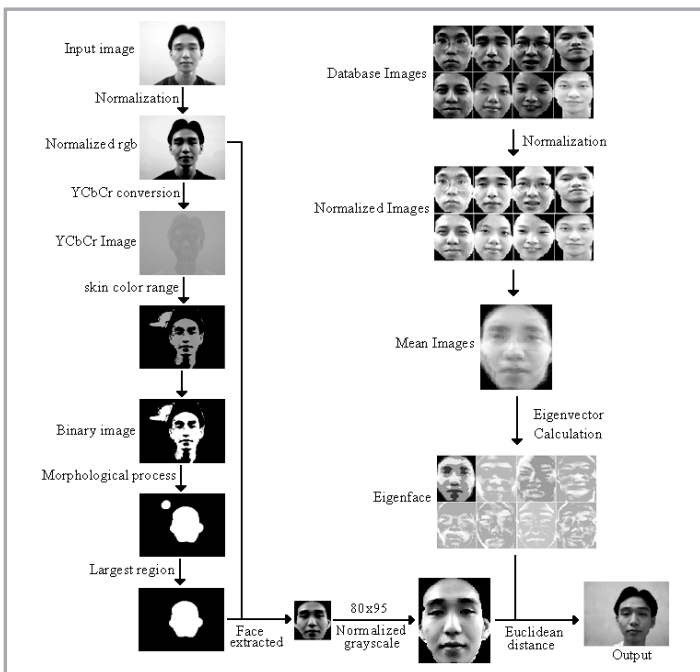 Input image
Normalization
Normalized rgb
YCbCr conversion
YCbCr Image
skin color range
Binary image
Morphological process
Largest region
Face
extracted
80x95
Normalized
grayscale
Database Images
Normalization
Normalized Images
Mean Images
Eigenvector
Calculation
Eigenface
Euclidean
distance
Output